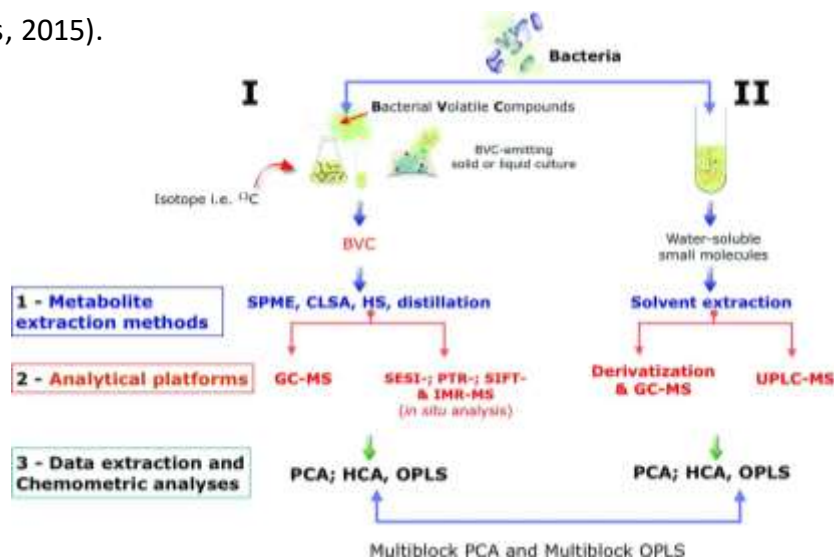 s, 2015).
Bacteria
I
II
Bacterial Volatile Compounds
BVC-emitting
solid or liquid culture
Isotope i.e. ¹³C
BVC
Water-soluble
small molecules
1 - Metabolite
extraction methods
SPME, CLSA, HS, distillation
Solvent extraction
2 - Analytical platforms
GC-MS
SESI-; PTR-; SIFT-
& IMR-MS
(in situ analysis)
Derivatization
& GC-MS
UPLC-MS
3 - Data extraction and
Chemometric analyses
PCA; HCA, OPLS
PCA; HCA, OPLS
Multiblock PCA and Multiblock OPLS